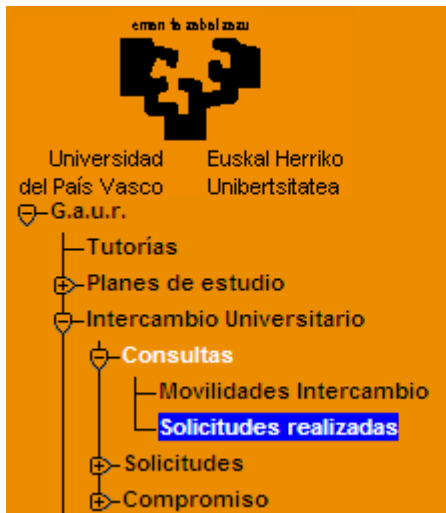 eman ta zabal zazu
Universidad Euskal Herriko
del País Vasco Unibertsitatea
G.a.u.r.
Tutorías
Planes de estudio
Intercambio Universitario
Consultas
Movilidades Intercambio
Solicitudes realizadas
Solicitudes
Compromiso